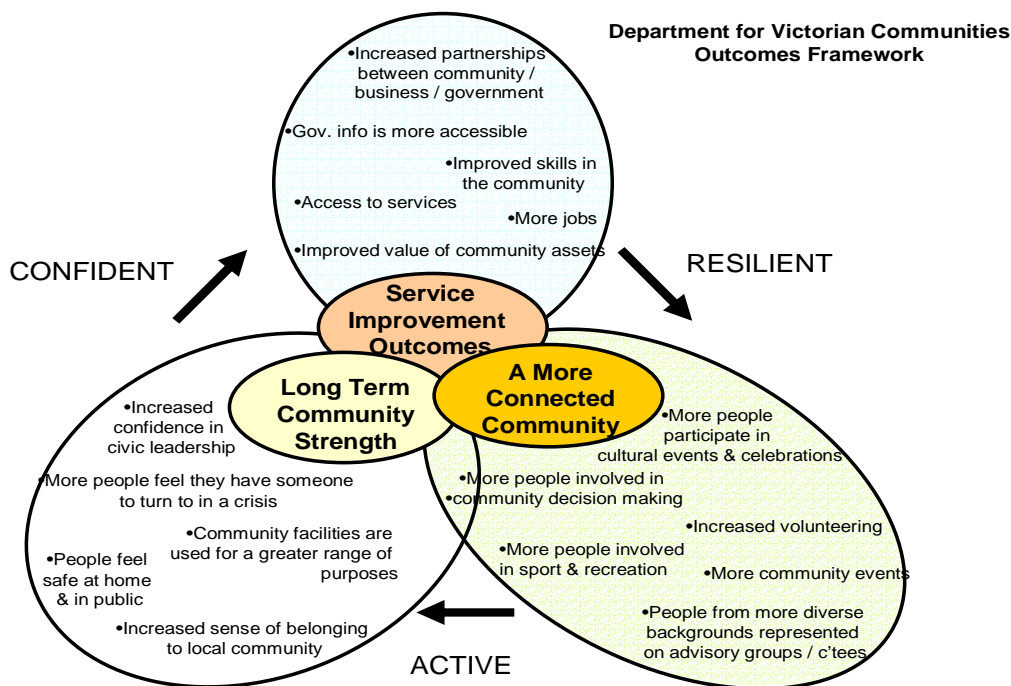 Department for Victorian Communities
Outcomes Framework
•Increased partnerships
between community /
business / government
•Gov. info is more accessible
•Improved skills in
the community
•Access to services
•More jobs
•Improved value of community assets
CONFIDENT
RESILIENT
Service
Improvement
Outcomes
Long Term
Community
Strength
A More
Connected
Community
•Increased
confidence in
civic leadership
•More people feel they have someone
to turn to in a crisis
•Community facilities are
used for a greater range of
purposes
•People feel
safe at home
& in public
•Increased sense of belonging
to local community
•More people
participate in
cultural events & celebrations
•More people involved in
•community decision making
•Increased volunteering
•More people involved
in sport & recreation
•More community events
•People from more diverse
backgrounds represented
on advisory groups / c'tees
ACTIVE